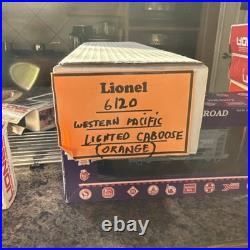 Lionel
6120
WESTERN PACIFIC
LIGHTED CABOOSE
(ORANGE)
ROAD